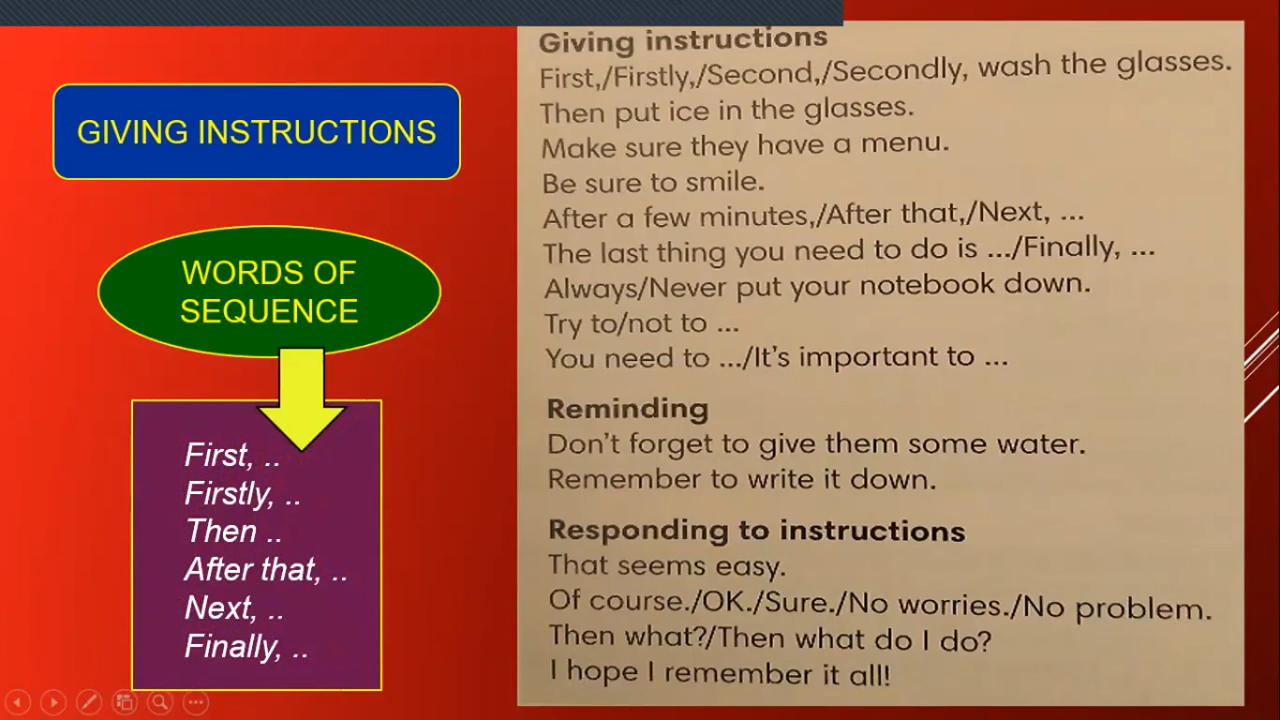 GIVING INSTRUCTIONS
WORDS OF
SEQUENCE
First, ..
Firstly, ..
Then ..
After that, ..
Next, ..
Finally, ..
Giving instructions
First,/Firstly,/Second,/Secondly, wash the glasses.
Then put ice in the glasses.
Make sure they have a menu.
Be sure to smile.
After a few minutes,/After that,/Next, ...
The last thing you need to do is .../Finally, ...
Always/Never put your notebook down.
Try to/not to ...
You need to .../It's important to ...
Reminding
Don't forget to give them some water.
Remember to write it down.
Responding to instructions
That seems easy.
Of course./OK./Sure./No worries./No problem.
Then what?/Then what do I do?
I hope I remember it all!